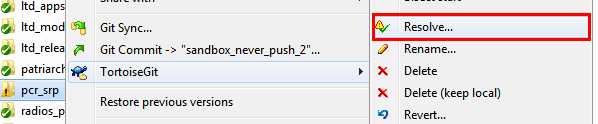 ltd_apps
ltd_mod
ltd_relea
patriarch
pcr_srp
radios_p
Share with
Git Sync...
Git Commit -> "sandbox_never_push_2"...
TortoiseGit
Restore previous versions
Resolve...
Rename...
Delete
Delete (keep local)
Revert...